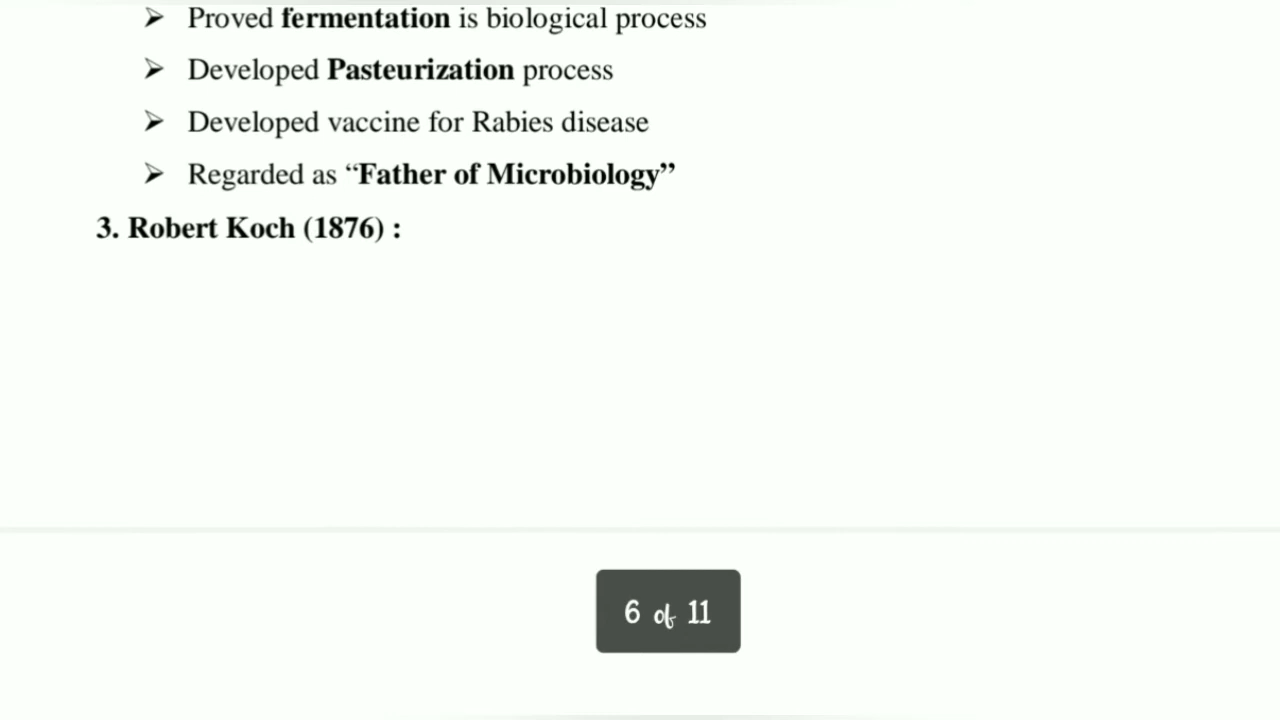 ➢ Proved fermentation is biological process
➢ Developed Pasteurization process
➢ Developed vaccine for Rabies disease
➢ Regarded as “Father of Microbiology”
3. Robert Koch (1876) :
6 of 11